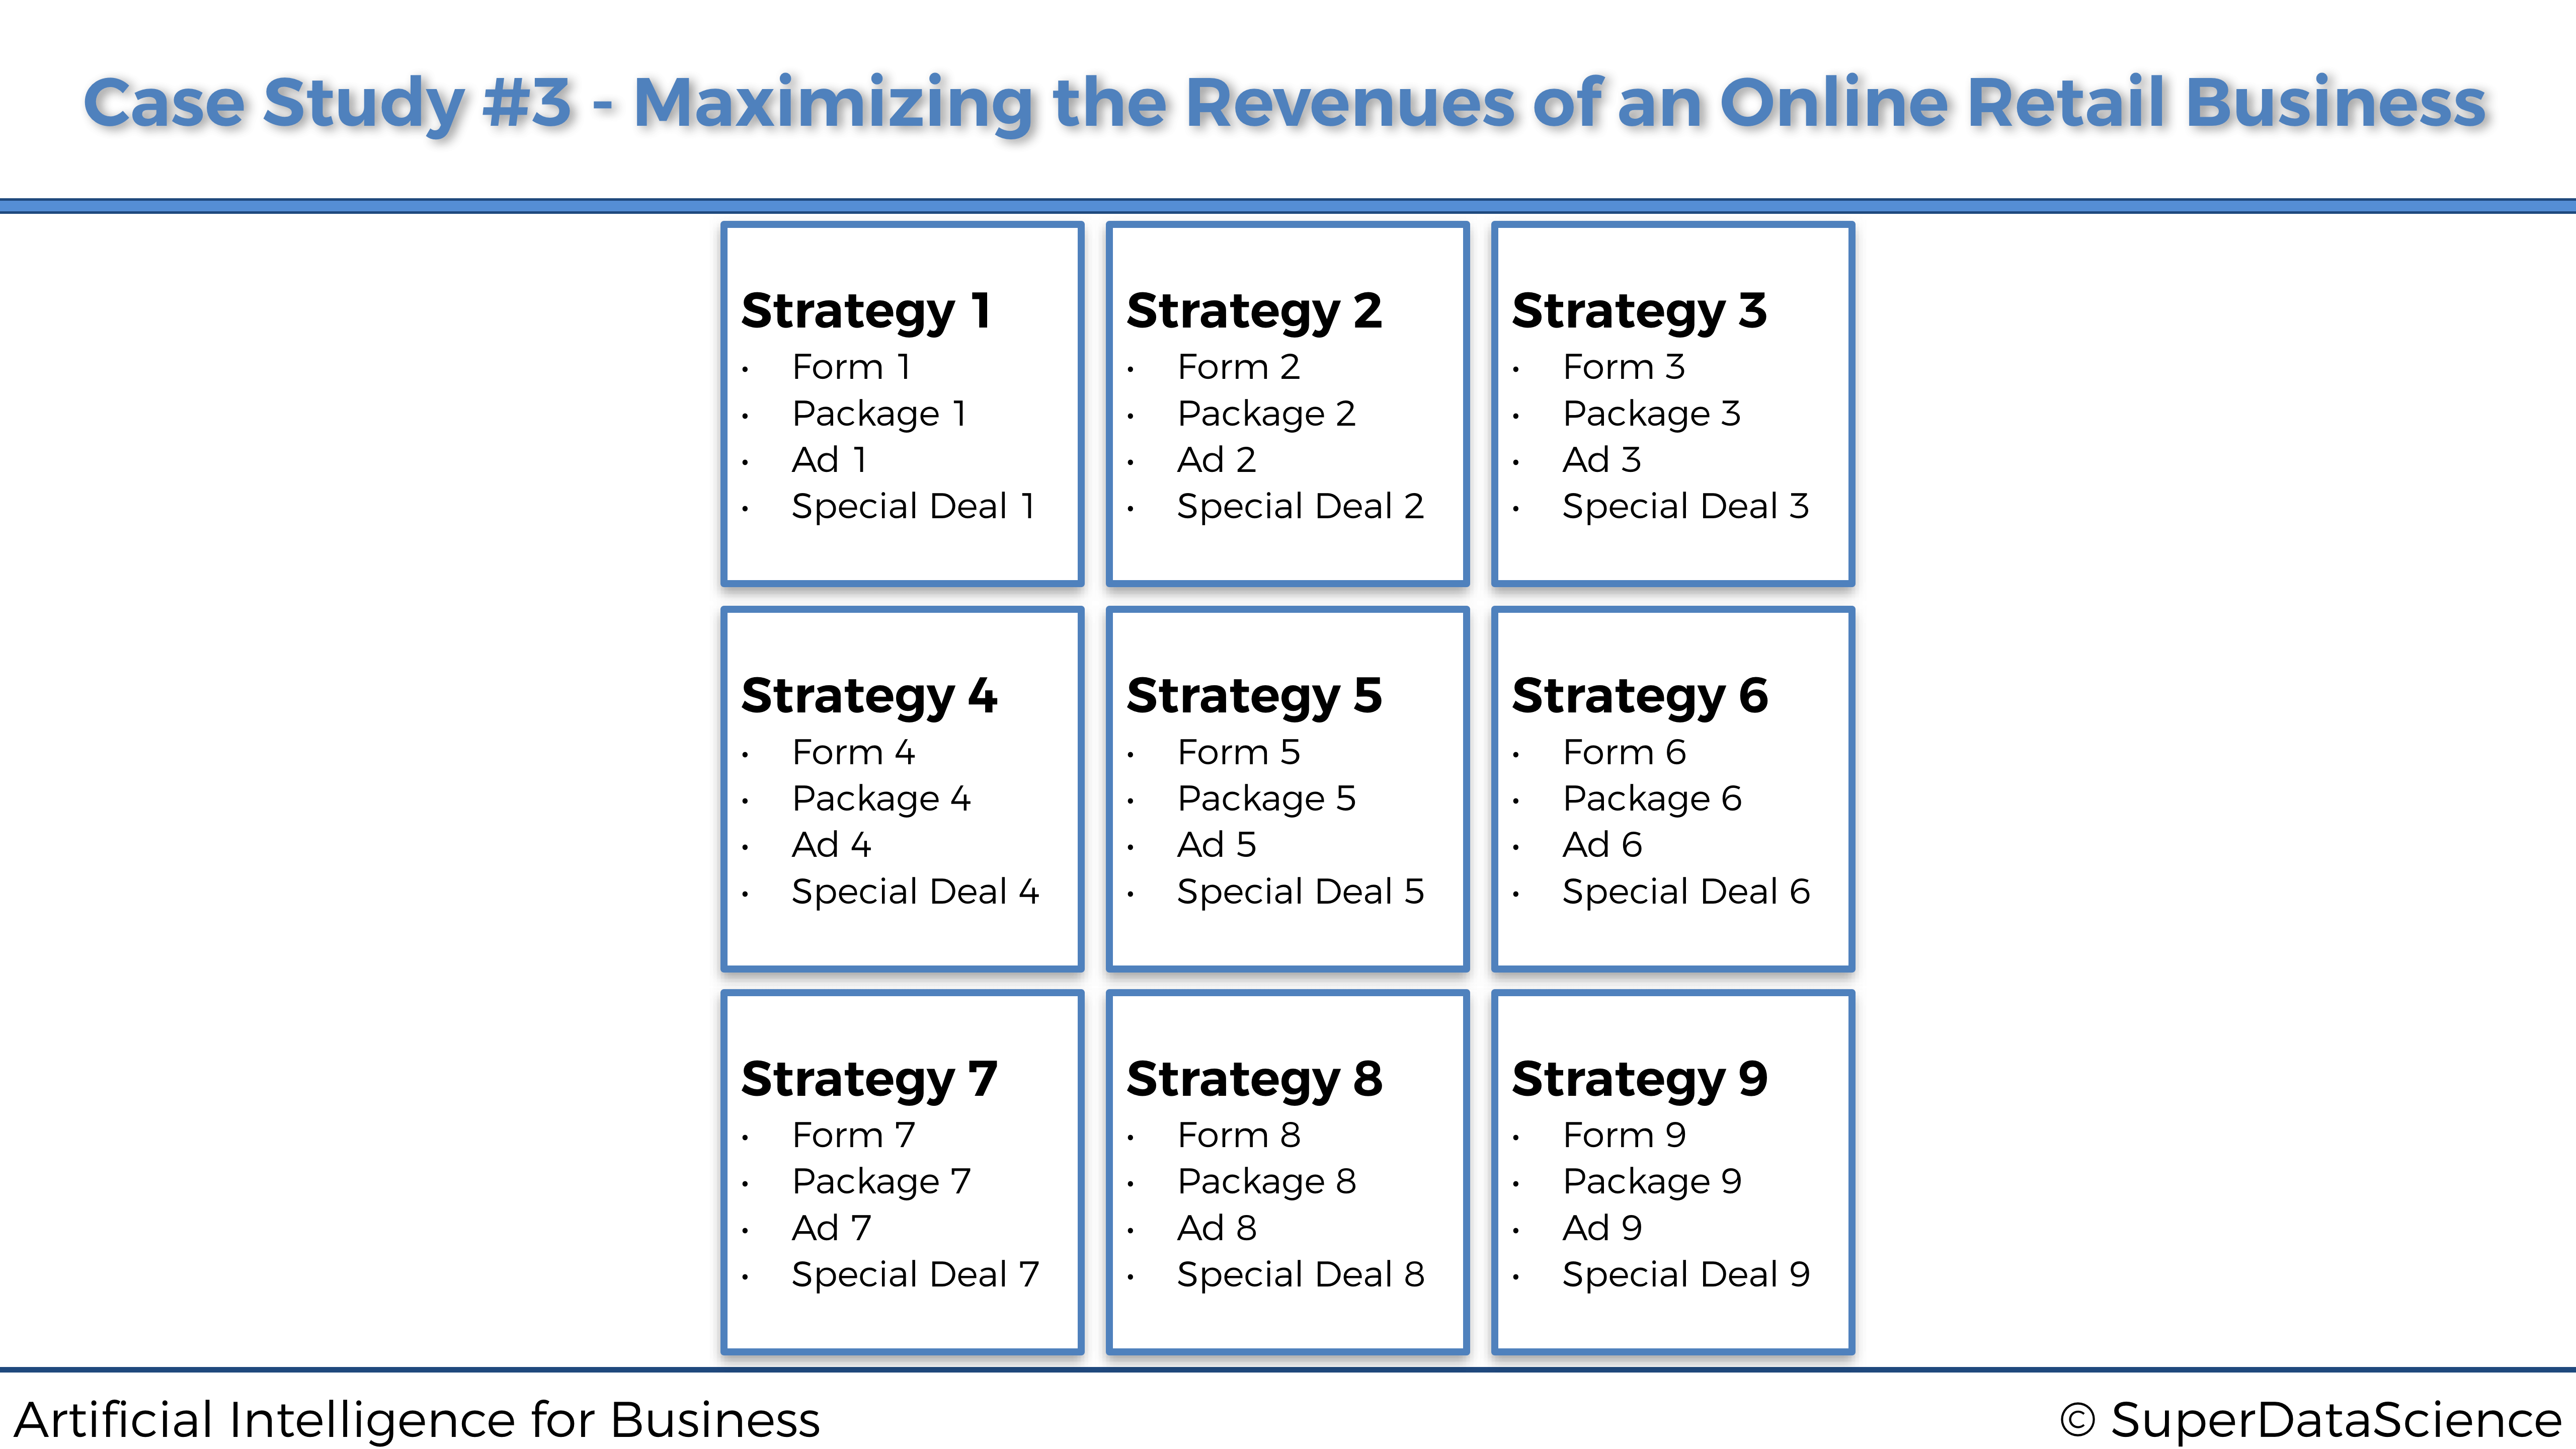 Case Study #3 - Maximizing the Revenues of an Online Retail Business
Strategy 1
• Form 1
• Package 1
• Ad 1
• Special Deal 1
Strategy 2
• Form 2
• Package 2
• Ad 2
• Special Deal 2
Strategy 3
• Form 3
• Package 3
• Ad 3
• Special Deal 3
Strategy 4
• Form 4
• Package 4
• Ad 4
• Special Deal 4
Strategy 5
• Form 5
• Package 5
• Ad 5
• Special Deal 5
Strategy 6
• Form 6
• Package 6
• Ad 6
• Special Deal 6
Strategy 7
• Form 7
• Package 7
• Ad 7
• Special Deal 7
Strategy 8
• Form 8
• Package 8
• Ad 8
• Special Deal 8
Strategy 9
• Form 9
• Package 9
• Ad 9
• Special Deal 9
Artificial Intelligence for Business
© SuperDataScience